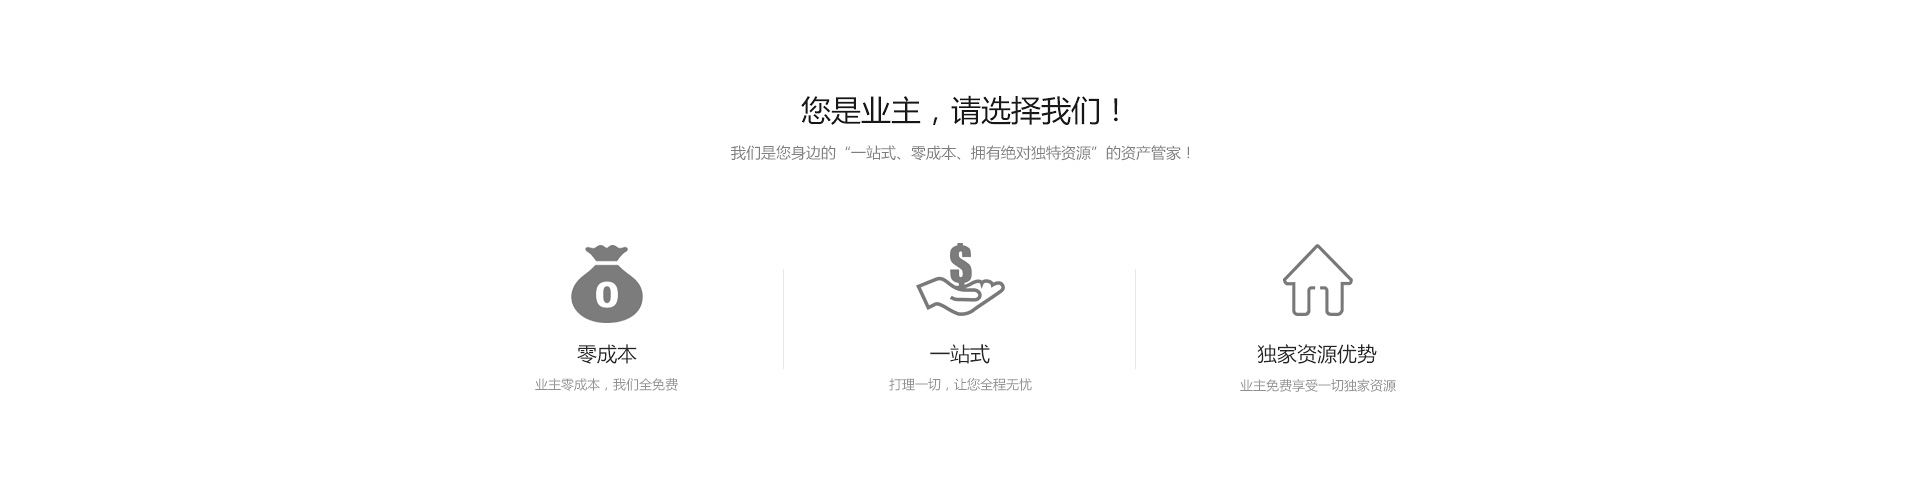 您是业主，请选择我们！
我们是您身边的“一站式、零成本、拥有绝对独特资源”的资产管家！
0
$
零成本
一站式
独家资源优势
业主零成本，我们全免费
打理一切，让您全程无忧
业主免费享受一切独家资源